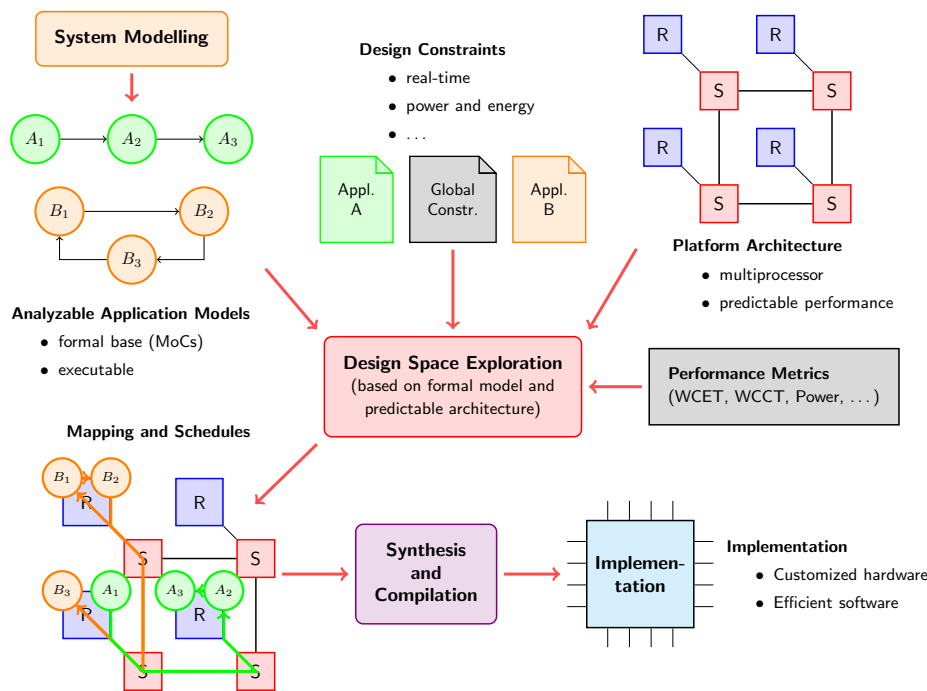 System Modelling
A₁
A₂
A₃
B₁
B₂
B₃
Analyzable Application Models
• formal base (MoCs)
• executable
Design Constraints
• real-time
• power and energy
• ...
Appl.
A
Global
Constr.
Appl.
B
R
R
S
S
R
R
S
S
Platform Architecture
• multiprocessor
• predictable performance
Design Space Exploration
(based on formal model and
predictable architecture)
Performance Metrics
(WCET, WCCT, Power, ...)
Mapping and Schedules
B₁
B₂
R
R
S
S
B₃
A₁
A₃
A₂
R
R
S
S
Synthesis
and
Compilation
Implemen-
tation
Implementation
• Customized hardware
• Efficient software